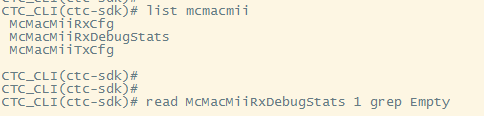 CTC_CLI(ctc-sdk)# list mcmacmii
McMacMiiRxCfg
McMacMiiRxDebugStats
McMacMiiTxCfg
CTC_CLI(ctc-sdk)#
CTC_CLI(ctc-sdk)#
CTC_CLI(ctc-sdk)# read McMacMiiRxDebugStats 1 grep Empty